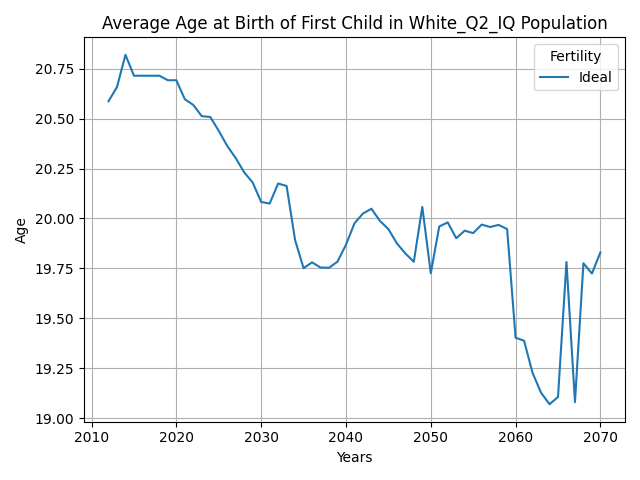 Average Age at Birth of First Child in White_Q2_IQ Population
Fertility
Ideal
Age
20.75
20.50
20.25
20.00
19.75
19.50
19.25
19.00
2010 2020 2030 2040 2050 2060 2070
Years